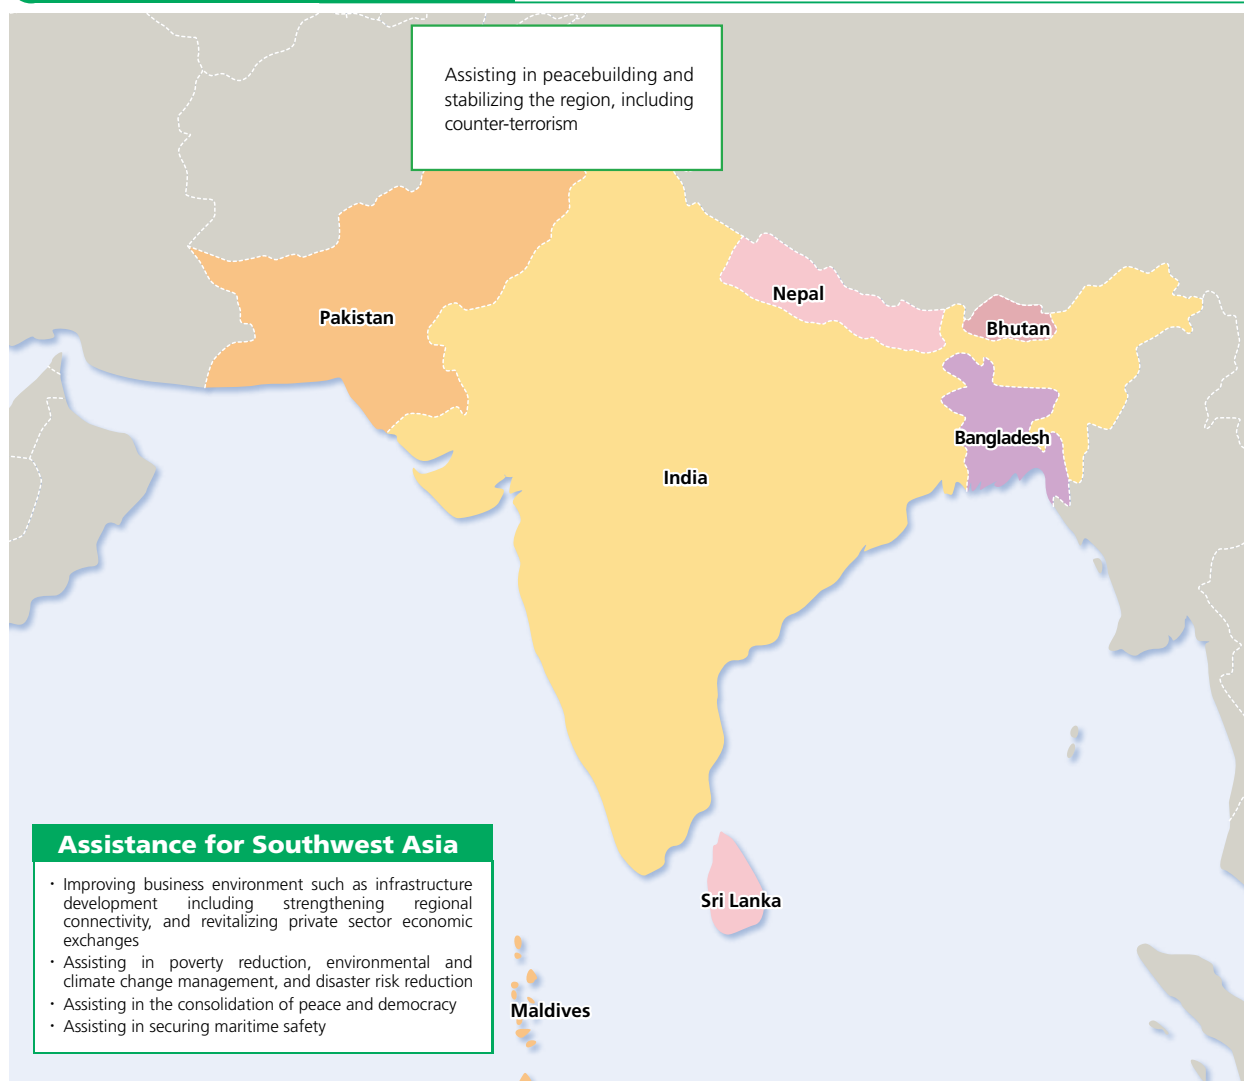 Assisting in peacebuilding and
stabilizing the region, including
counter-terrorism
Nepal
Pakistan
Bhutan
Bangladesh
India
Assistance for Southwest Asia
・Improving business environment such as infrastructure
development including strengthening regional
connectivity, and revitalizing private sector economic
exchanges
・Assisting in poverty reduction, environmental and
climate change management, and disaster risk reduction
・Assisting in the consolidation of peace and democracy
・Assisting in securing maritime safety
Sri Lanka
Maldives